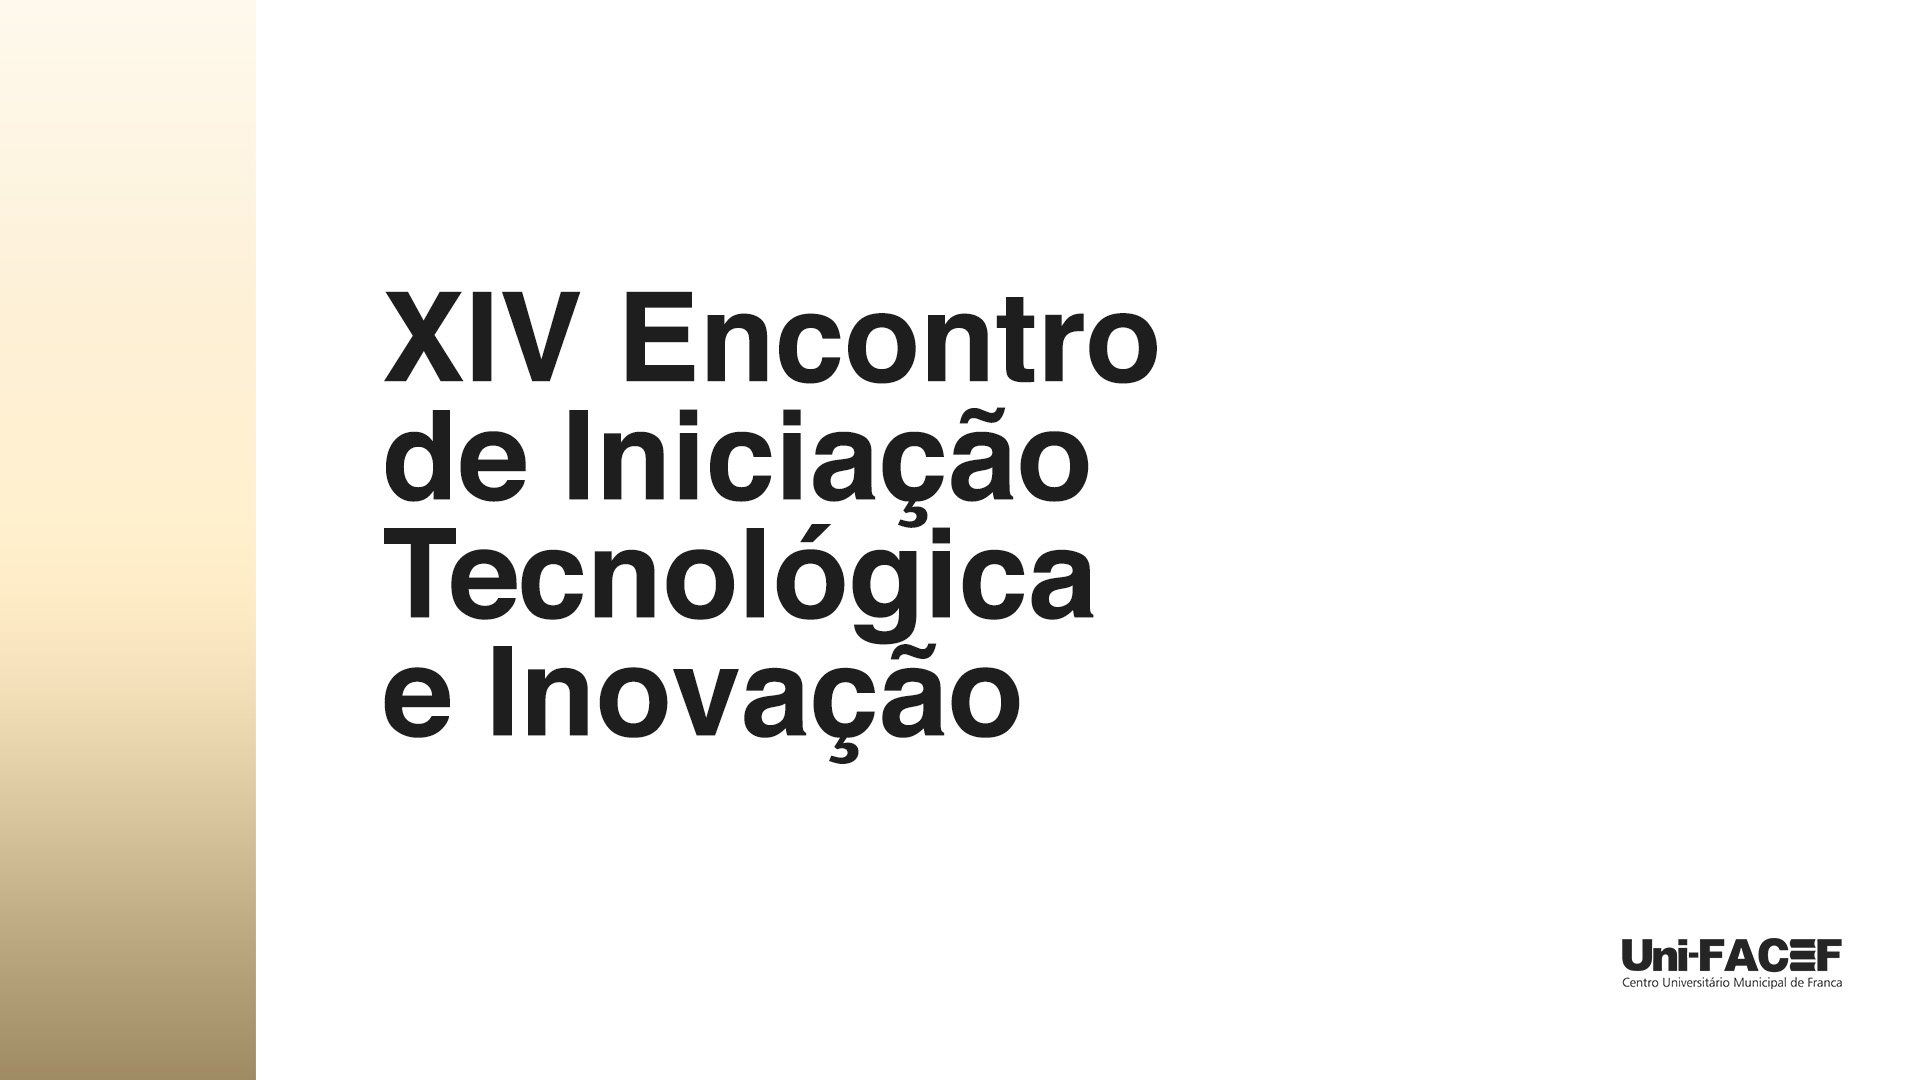 XIV Encontro
de Iniciação
Tecnológica
e Inovação
Uni-FACEF
Centro Universitário Municipal de Franca